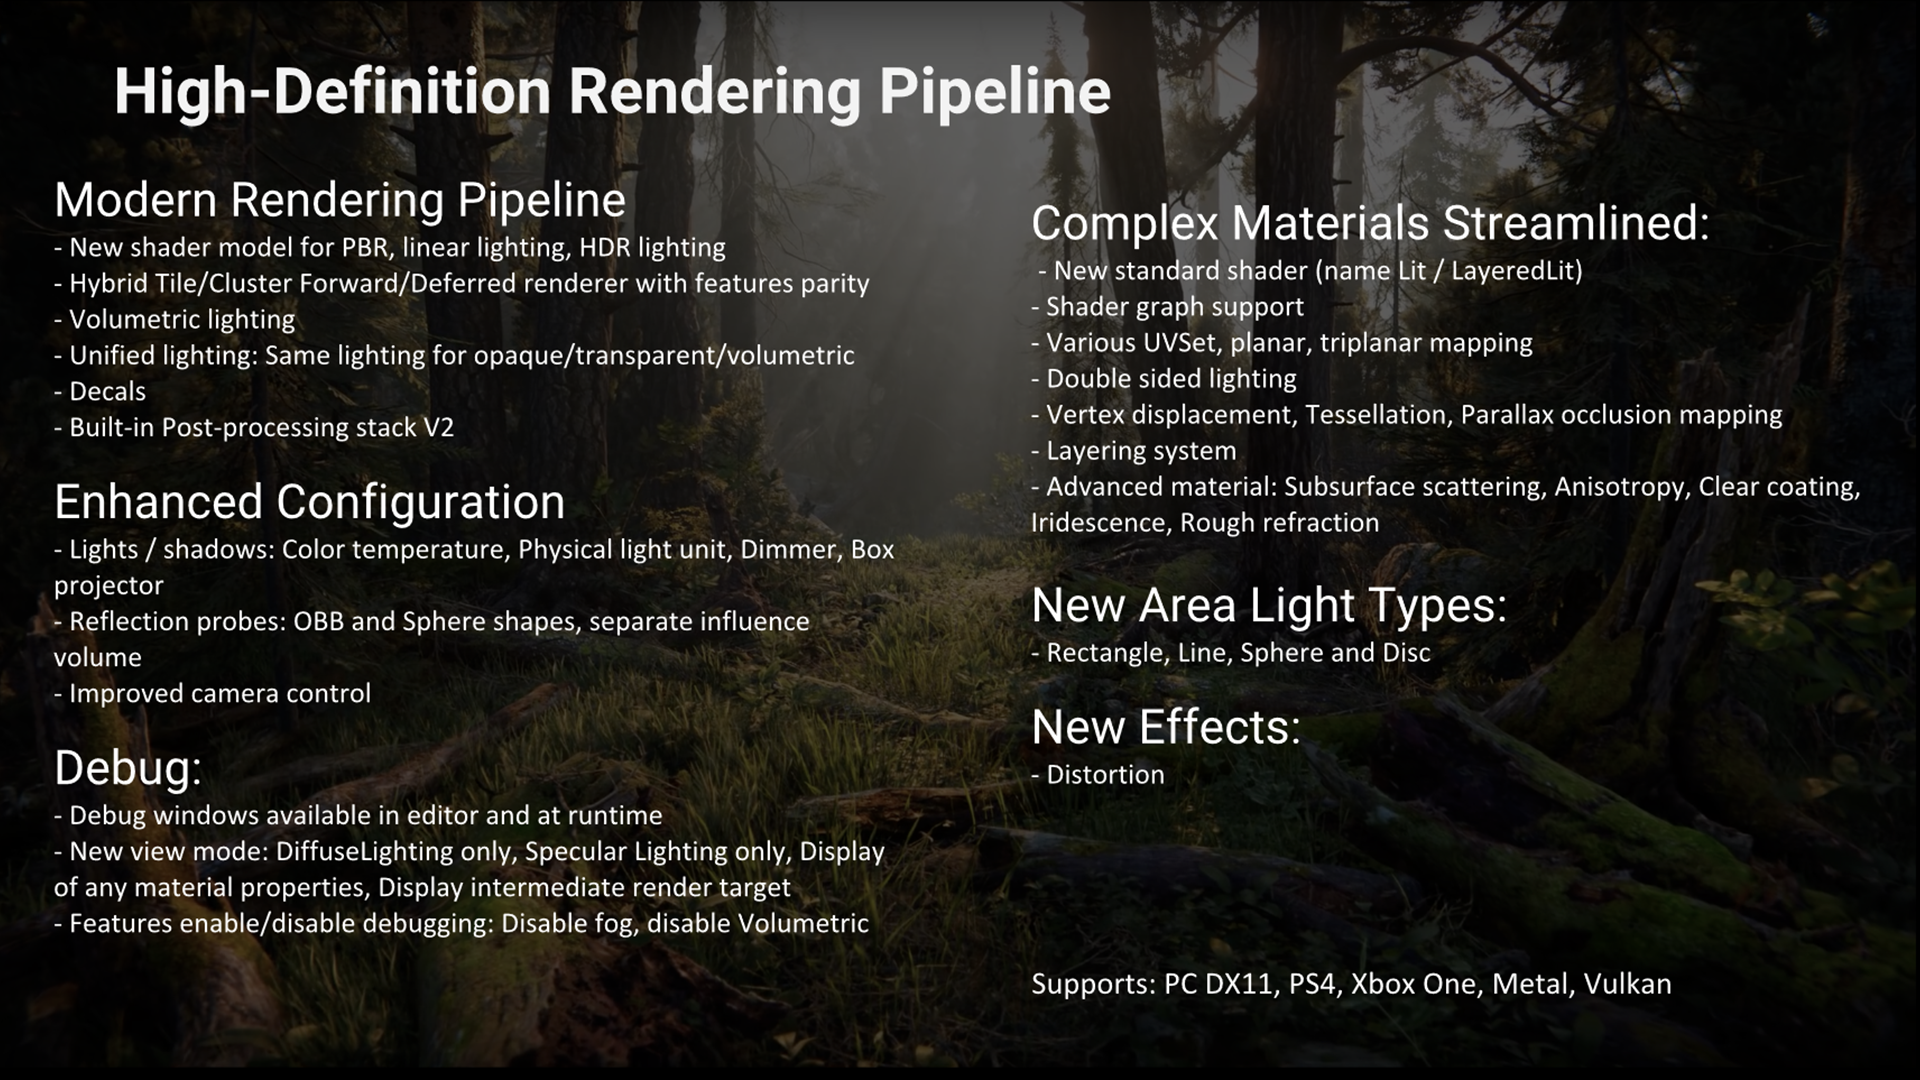 High-Definition Rendering Pipeline
Modern Rendering Pipeline
- New shader model for PBR, linear lighting, HDR lighting
- Hybrid Tile/Cluster Forward/Deferred renderer with features parity
- Volumetric lighting
- Unified lighting: Same lighting for opaque/transparent/volumetric
- Decals
- Built-in Post-processing stack V2
Enhanced Configuration
- Lights / shadows: Color temperature, Physical light unit, Dimmer, Box
projector
- Reflection probes: OBB and Sphere shapes, separate influence
volume
- Improved camera control
Debug:
- Debug windows available in editor and at runtime
- New view mode: DiffuseLighting only, Specular Lighting only, Display
of any material properties, Display intermediate render target
- Features enable/disable debugging: Disable fog, disable Volumetric
Complex Materials Streamlined:
- New standard shader (name Lit / LayeredLit)
- Shader graph support
- Various UVSet, planar, triplanar mapping
- Double sided lighting
- Vertex displacement, Tessellation, Parallax occlusion mapping
- Layering system
- Advanced material: Subsurface scattering, Anisotropy, Clear coating,
Iridescence, Rough refraction
New Area Light Types:
- Rectangle, Line, Sphere and Disc
New Effects:
- Distortion
Supports: PC DX11, PS4, Xbox One, Metal, Vulkan